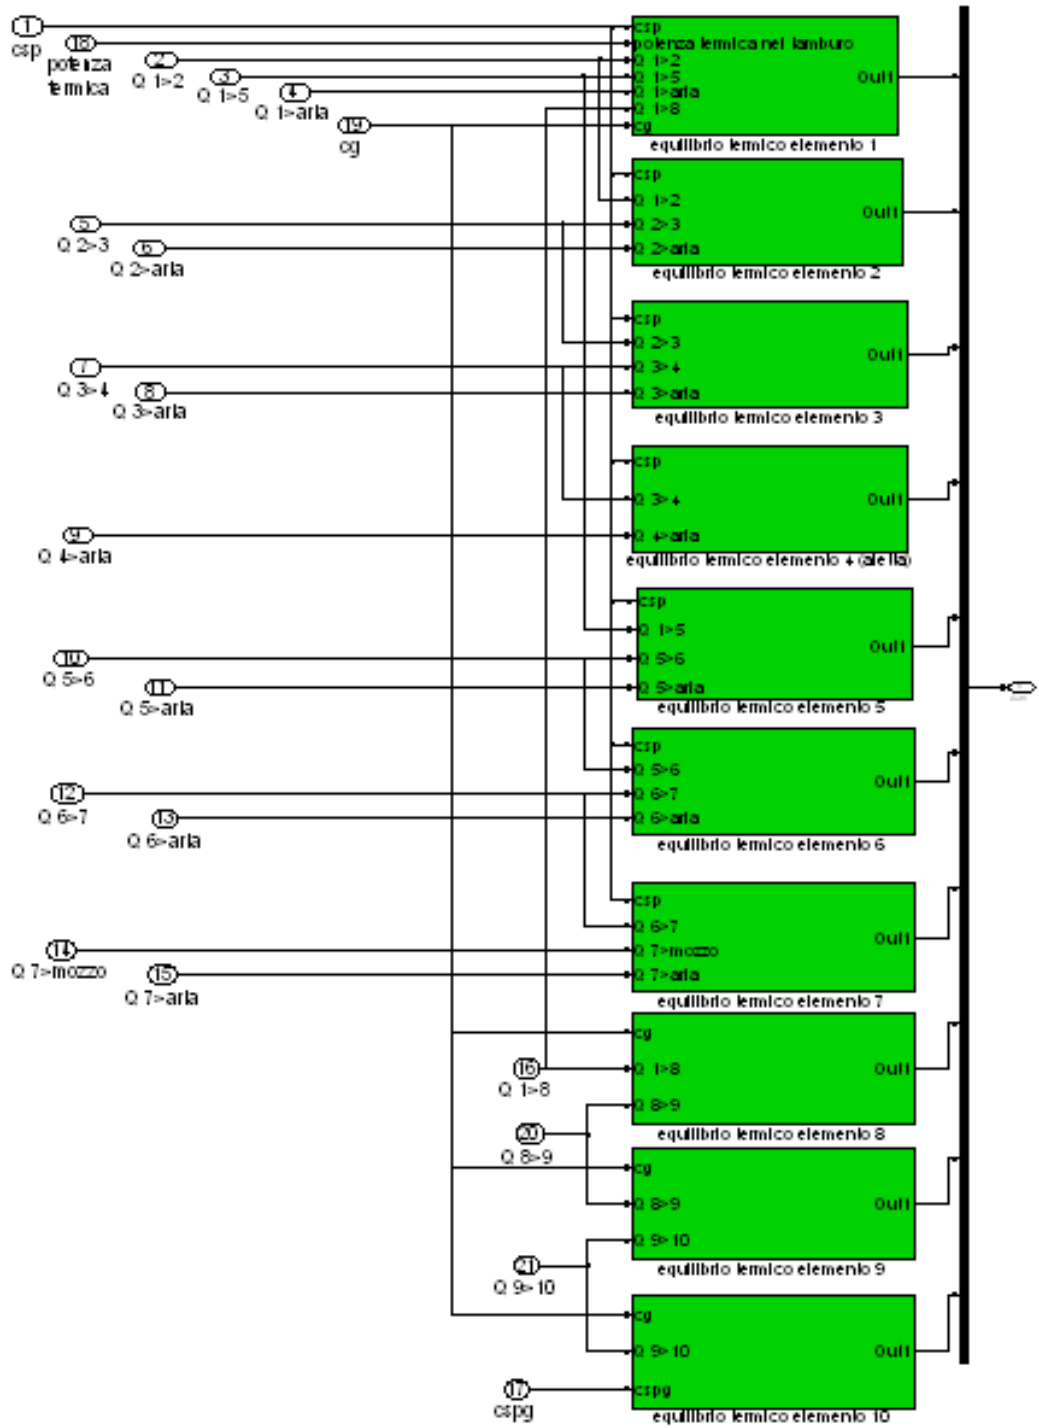 1
csp
18
potenza
termica
2
Q 1>2
3
Q 1>5
4
Q 1>aria
19
cg
csp
potenza termica nel tamburo
Q 1>2
Q 1>5
Q 1>aria
Q 1>8
cg
Out1
equilibrio termico elemento 1
csp
Q 1>2
Q 2>3
Q 2>aria
Out1
equilibrio termico elemento 2
5
Q 2>3
6
Q 2>aria
csp
Q 2>3
Q 3>4
Q 3>aria
Out1
equilibrio termico elemento 3
7
Q 3>4
8
Q 3>aria
csp
Q 3>4
Q 4>aria
Out1
equilibrio termico elemento 4 (aletta)
9
Q 4>aria
csp
Q 1>5
Q 5>6
Q 5>aria
Out1
equilibrio termico elemento 5
10
Q 5>6
11
Q 5>aria
csp
Q 5>6
Q 6>7
Q 6>aria
Out1
equilibrio termico elemento 6
12
Q 6>7
13
Q 6>aria
csp
Q 6>7
Q 7>mozzo
Q 7>aria
Out1
equilibrio termico elemento 7
14
Q 7>mozzo
15
Q 7>aria
cg
Q 1>8
Q 8>9
Out1
equilibrio termico elemento 8
16
Q 1>8
20
Q 8>9
cg
Q 8>9
Q 9>10
Out1
equilibrio termico elemento 9
21
Q 9>10
cg
Q 9>10
cspg
Out1
equilibrio termico elemento 10
17
cspg